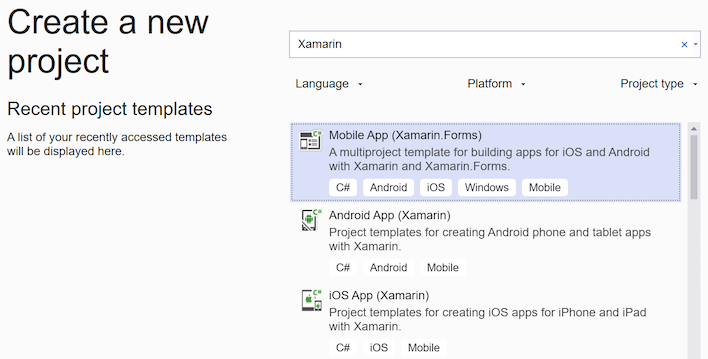 Create a new
project
Recent project templates
A list of your recently accessed templates
will be displayed here.
Xamarin
Language
Platform
Project type
Mobile App (Xamarin.Forms)
A multiproject template for building apps for iOS and Android
with Xamarin and Xamarin.Forms.
C# Android iOS Windows Mobile
Android App (Xamarin)
Project templates for creating Android phone and tablet apps
with Xamarin.
C# Android Mobile
iOS App (Xamarin)
Project templates for creating iOS apps for iPhone and iPad
with Xamarin.
C# iOS Mobile